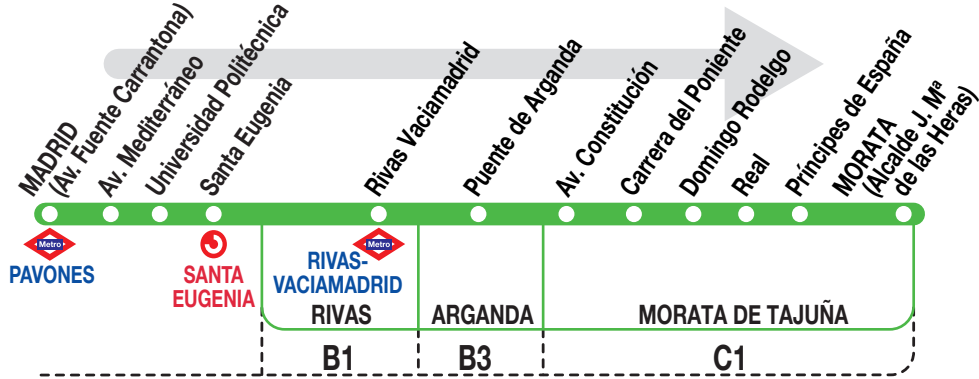 MADRID
(Av. Fuente Carrantona)
Av. Mediterráneo
Universidad Politécnica
Santa Eugenia
Rivas Vaciamadrid
Puente de Arganda
Av. Constitución
Carrera del Poniente
Domingo Rodelgo
Real
Príncipes de España
MORATA
(Alcalde J. Mª
de las Heras)
Metro
PAVONES
SANTA
EUGENIA
Metro
RIVAS-
VACIAMADRID
RIVAS
ARGANDA
MORATA DE TAJUÑA
B1
B3
C1